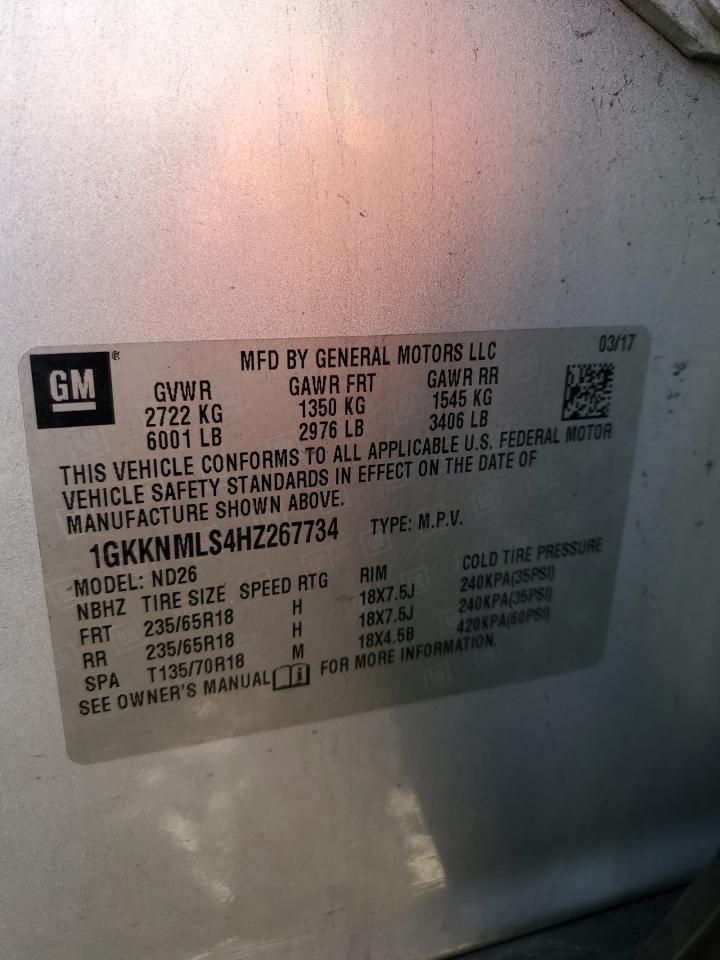 GM
MFD BY GENERAL MOTORS LLC 03/17
GVWR GAWR FRT GAWR RR
2722 KG 1350 KG 1545 KG
6001 LB 2976 LB 3406 LB
THIS VEHICLE CONFORMS TO ALL APPLICABLE U.S. FEDERAL MOTOR
VEHICLE SAFETY STANDARDS IN EFFECT ON THE DATE OF
MANUFACTURE SHOWN ABOVE.
1GKKNMLS4HZ267734 TYPE: M.P.V.
MODEL: ND26
NBHZ TIRE SIZE SPEED RTG RIM COLD TIRE PRESSURE
FRT 235/65R18 H 18X7.5J 240KPA(35PSI)
RR 235/65R18 H 18X7.5J 240KPA(35PSI)
SPA T135/70R18 M 18X4.5B 420KPA(60PSI)
SEE OWNER'S MANUAL FOR MORE INFORMATION.